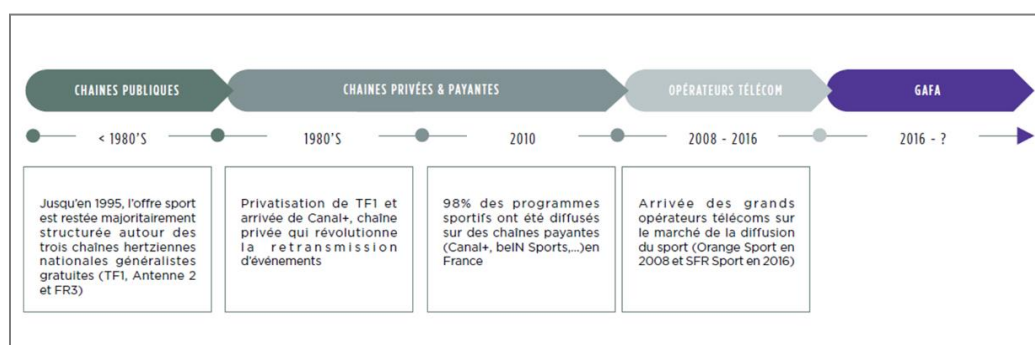 CHAINES PUBLIQUES
CHAINES PRIVÉES & PAYANTES
OPÉRATEURS TÉLÉCOM
GAFA
< 1980'S
1980'S
2010
2008 - 2016
2016 - ?
Jusqu'en 1995, l'offre sport
est restée majoritairement
structurée autour des
trois chaînes hertziennes
nationales généralistes
gratuites (TF1, Antenne 2
et FR3)
Privatisation de TF1 et
arrivée de Canal+, chaîne
privée qui révolutionne
la retransmission
d'événements
98% des programmes
sportifs ont été diffusés
sur des chaînes payantes
(Canal+, beIN Sports,...)en
France
Arrivée des grands
opérateurs télécoms sur
le marché de la diffusion
du sport (Orange Sport en
2008 et SFR Sport en 2016)